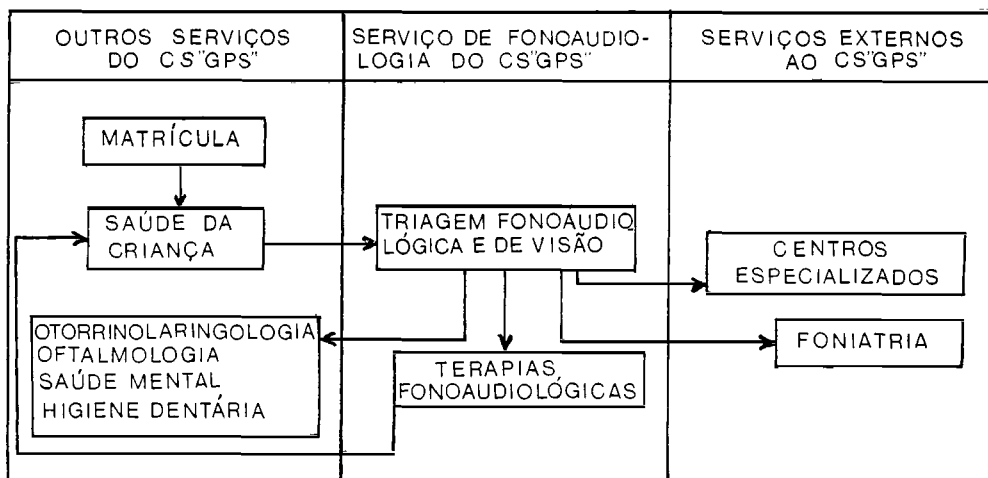 OUTROS SERVIÇOS
DO CS"GPS"
SERVIÇO DE FONOAUDIO-
LOGIA DO CS"GPS"
SERVIÇOS EXTERNOS
AO CS"GPS"
MATRÍCULA
SAÚDE DA
CRIANÇA
TRIAGEM FONOAUDIO
LÓGICA E DE VISÃO
CENTROS
ESPECIALIZADOS
OTORRINOLARINGOLOGIA
OFTALMOLOGIA
SAÚDE MENTAL
HIGIENE DENTÁRIA
TERAPIAS
FONOAUDIOLÓGICAS
FONIATRIA